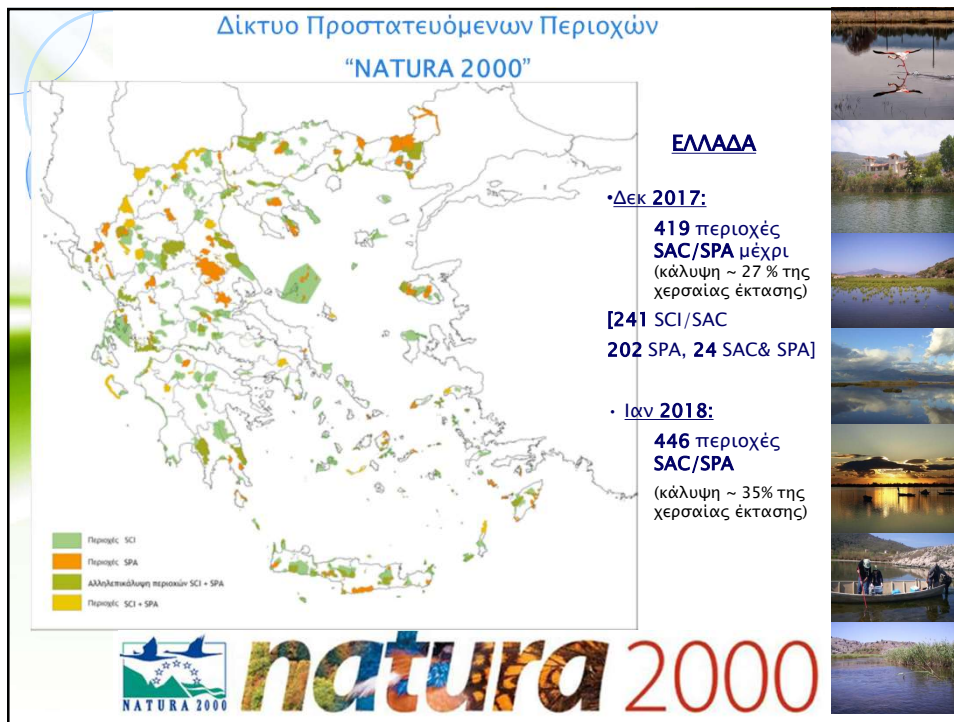 Δίκτυο Προστατευόμενων Περιοχών
“NATURA 2000”
ΕΛΛΑΔΑ
•Δεκ 2017:
419 περιοχές
SAC/SPA μέχρι
(κάλυψη ~ 27 % της
χερσαίας έκτασης)
[241 SCI/SAC
202 SPA, 24 SAC& SPA]
• Ιαν 2018:
446 περιοχές
SAC/SPA
(κάλυψη ~ 35% της
χερσαίας έκτασης)
Περιοχές SCI
Περιοχές SPA
Αλληλεπικάλυψη περιοχών SCI + SPA
Περιοχές SCI + SPA
NATURA 2000
natura 2000